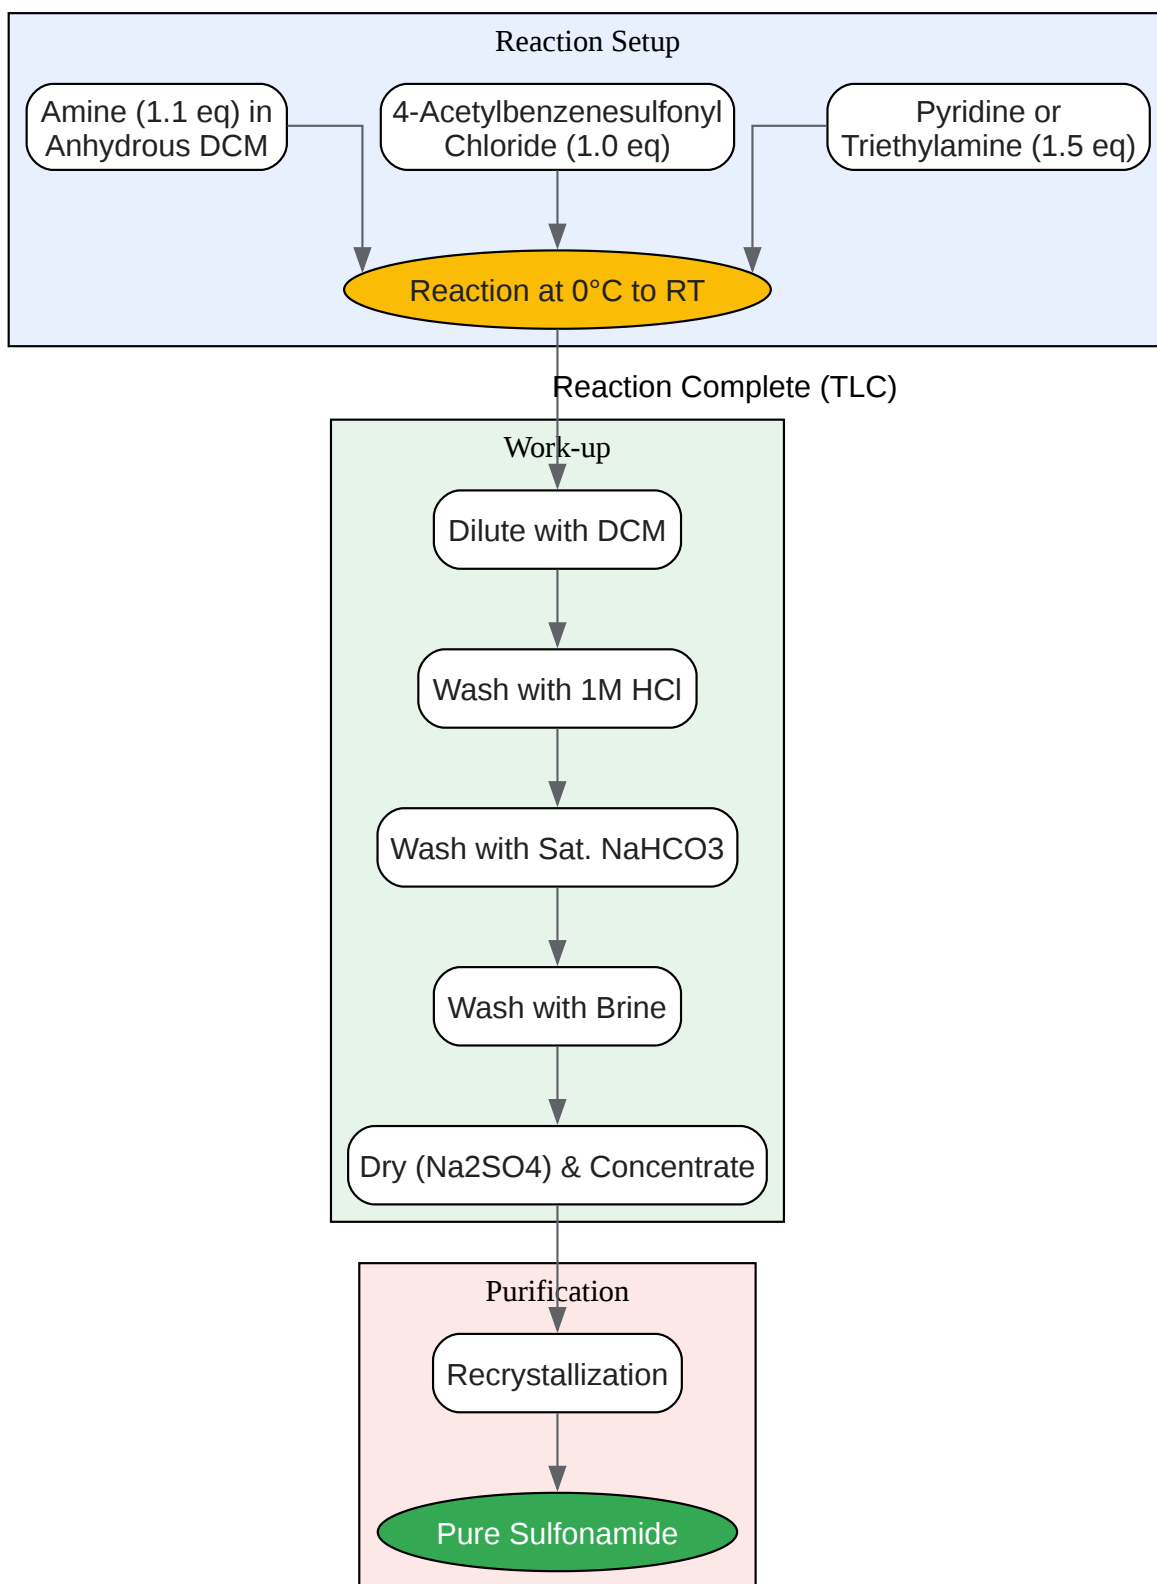 Reaction Setup
Amine (1.1 eq) in
Anhydrous DCM
4-Acetylbenzenesulfonyl
Chloride (1.0 eq)
Pyridine or
Triethylamine (1.5 eq)
Reaction at 0°C to RT
Reaction Complete (TLC)
Work-up
Dilute with DCM
Wash with 1M HCl
Wash with Sat. NaHCO3
Wash with Brine
Dry (Na2SO4) & Concentrate
Purification
Recrystallization
Pure Sulfonamide